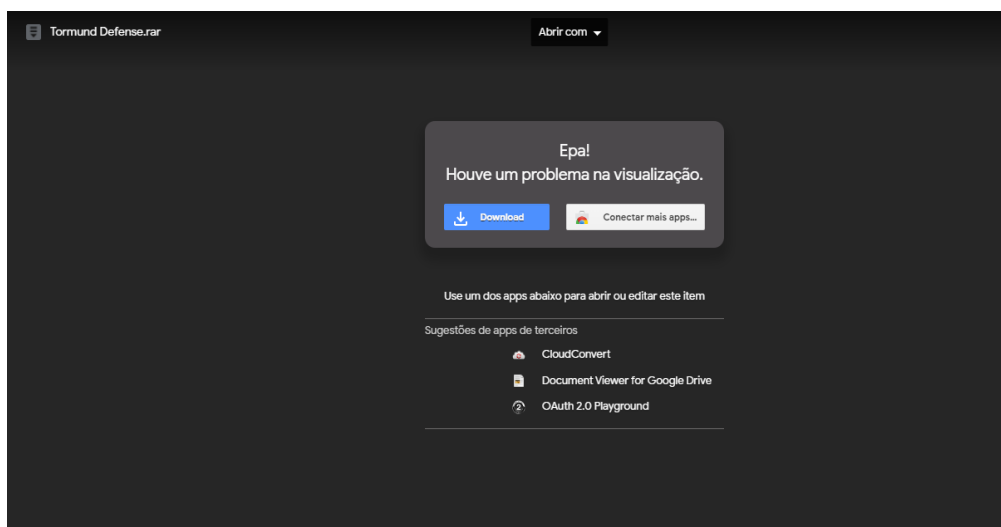 Tormund Defense.rar
Abrir com
Epa!
Houve um problema na visualização.
Download
Conectar mais apps...
Use um dos apps abaixo para abrir ou editar este item
Sugestões de apps de terceiros
CloudConvert
Document Viewer for Google Drive
OAuth 2.0 Playground